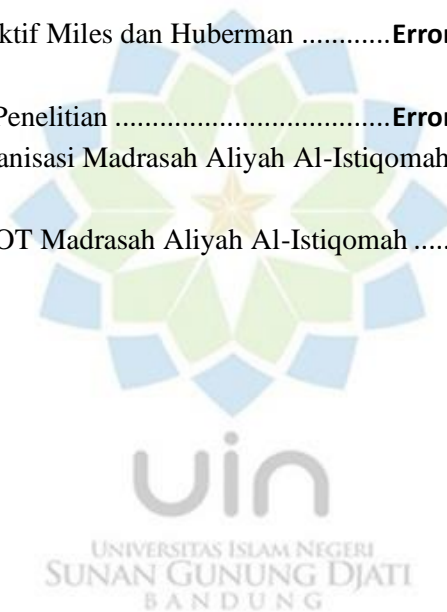 ktif Miles dan Huberman ............Error
Penelitian ....................................Error
anisasi Madrasah Aliyah Al-Istiqomah
OT Madrasah Aliyah Al-Istiqomah .....
uin
UNIVERSITAS ISLAM NEGERI
SUNAN GUNUNG DJATI
BANDUNG